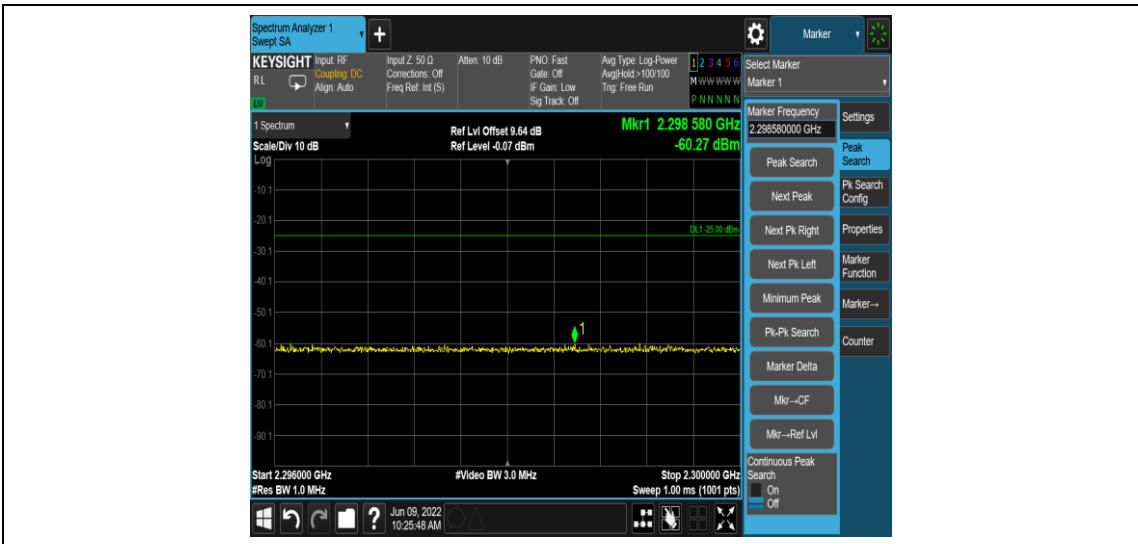 Spectrum Analyzer 1
Swept SA
+
Marker
KEYSIGHT
RL
LV
Input: RF
Coupling: DC
Align: Auto
Input Z: 50 Ω
Corrections: Off
Freq Ref: Int (S)
Atten: 10 dB
PNO: Fast
Gate: Off
IF Gain: Low
Sig Track: Off
Avg Type: Log-Power
Avg|Hold:>100/100
Trig: Free Run
1 2 3 4 5 6
M W W W W W
P N N N N N
Select Marker
Marker 1
1 Spectrum
Scale/Div 10 dB
Ref Lvl Offset 9.64 dB
Ref Level -0.07 dBm
Mkr1 2.298 580 GHz
-60.27 dBm
Log
-10.1
-20.1
-30.1
-40.1
-50.1
-60.1
-70.1
-80.1
-90.1
DL1 -25.00 dBm
1
Start 2.296000 GHz
#Res BW 1.0 MHz
#Video BW 3.0 MHz
Stop 2.300000 GHz
Sweep 1.00 ms (1001 pts)
Marker Frequency
2.298580000 GHz
Peak Search
Next Peak
Next Pk Right
Next Pk Left
Minimum Peak
Pk-Pk Search
Marker Delta
Mkr→CF
Mkr→Ref Lvl
Continuous Peak
Search
On
Off
Settings
Peak
Search
Pk Search
Config
Properties
Marker
Function
Marker→
Counter
?
Jun 09, 2022
10:25:48 AM